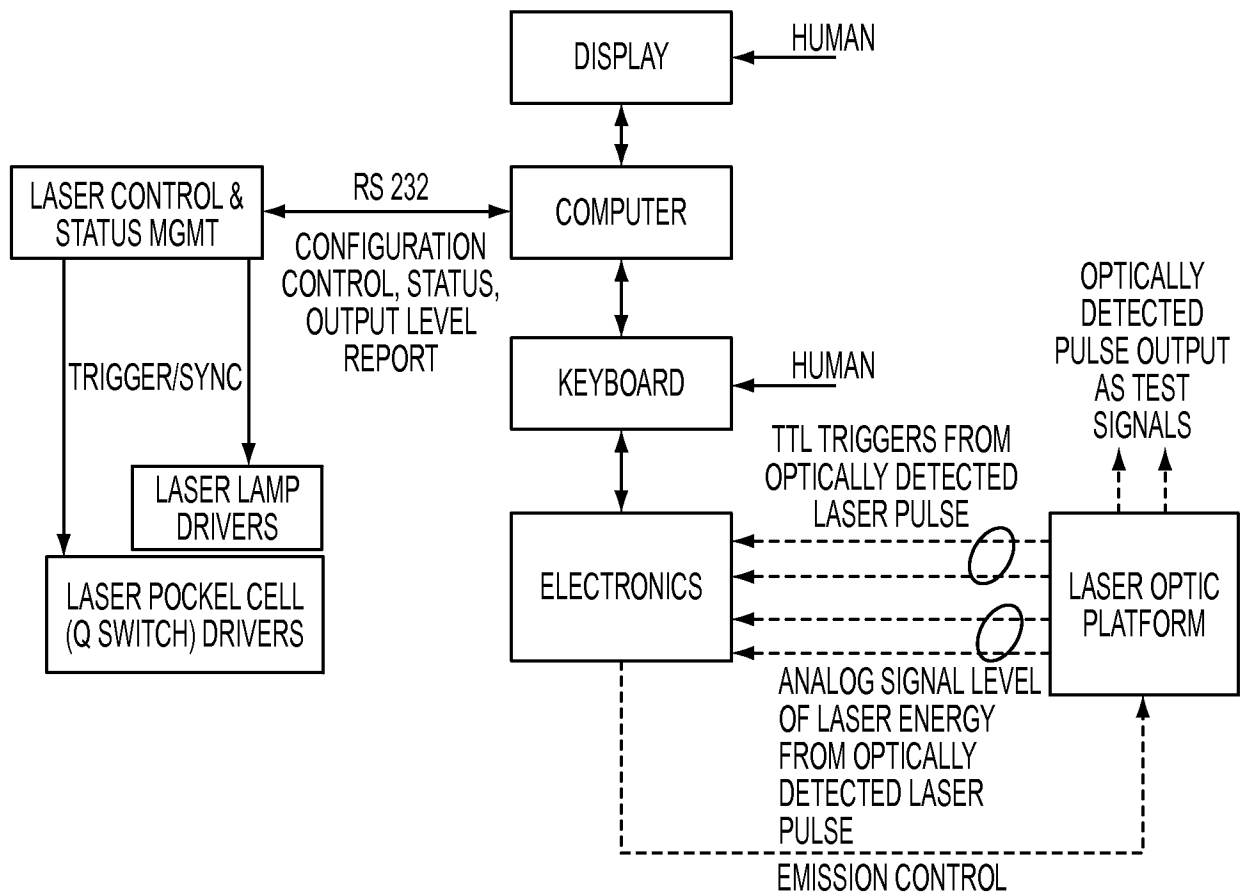 DISPLAY
HUMAN
LASER CONTROL &
STATUS MGMT
RS 232
COMPUTER
CONFIGURATION
CONTROL, STATUS,
OUTPUT LEVEL
REPORT
TRIGGER/SYNC
KEYBOARD
HUMAN
OPTICALLY
DETECTED
PULSE OUTPUT
AS TEST
SIGNALS
LASER LAMP
DRIVERS
TTL TRIGGERS FROM
OPTICALLY DETECTED
LASER PULSE
LASER POCKEL CELL
(Q SWITCH) DRIVERS
ELECTRONICS
LASER OPTIC
PLATFORM
ANALOG SIGNAL LEVEL
OF LASER ENERGY
FROM OPTICALLY
DETECTED LASER
PULSE
EMISSION CONTROL